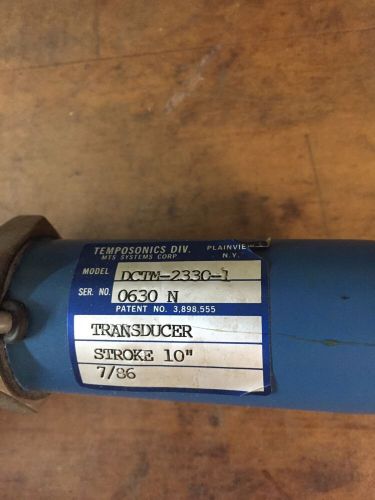 TEMPOSONICS DIV. PLAINVIEW
MTS SYSTEMS CORP N.Y.
MODEL DCTM-2330-1
SER. NO. 0630 N
PATENT NO. 3,898,555
TRANSDUCER
STROKE 10"
7/86